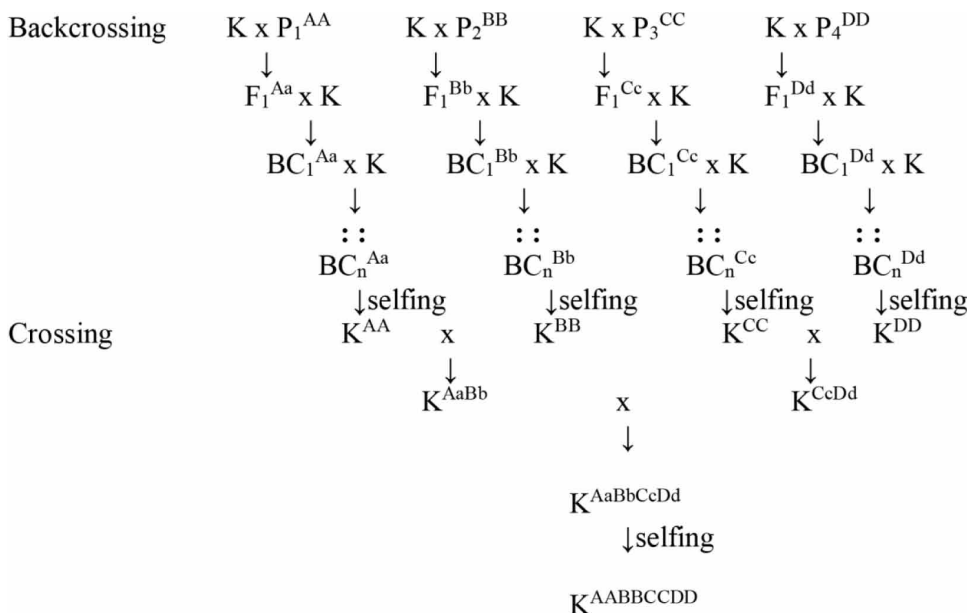 Backcrossing K x P₁ᴬᴬ K x P₂ᴮᴮ K x P₃ᶜᶜ K x P₄ᴰᴰ
↓ ↓ ↓ ↓
F₁ᴬᵃ x K F₁ᴮᵇ x K F₁ᶜᶜ x K F₁ᴰᵈ x K
↓ ↓ ↓ ↓
BC₁ᴬᵃ x K BC₁ᴮᵇ x K BC₁ᶜᶜ x K BC₁ᴰᵈ x K
↓ ↓ ↓ ↓
: : : : : : : :
BCₙᴬᵃ BCₙᴮᵇ BCₙᶜᶜ BCₙᴰᵈ
↓selfing ↓selfing ↓selfing ↓selfing
Crossing Kᴬᴬ x Kᴮᴮ Kᶜᶜ x Kᴰᴰ
↓ ↓
Kᴬᵃᴮᵇ x Kᶜᶜᴰᵈ
↓
Kᴬᵃᴮᵇᶜᶜᴰᵈ
↓selfing
Kᴬᴬᴮᴮᶜᶜᴰᴰ